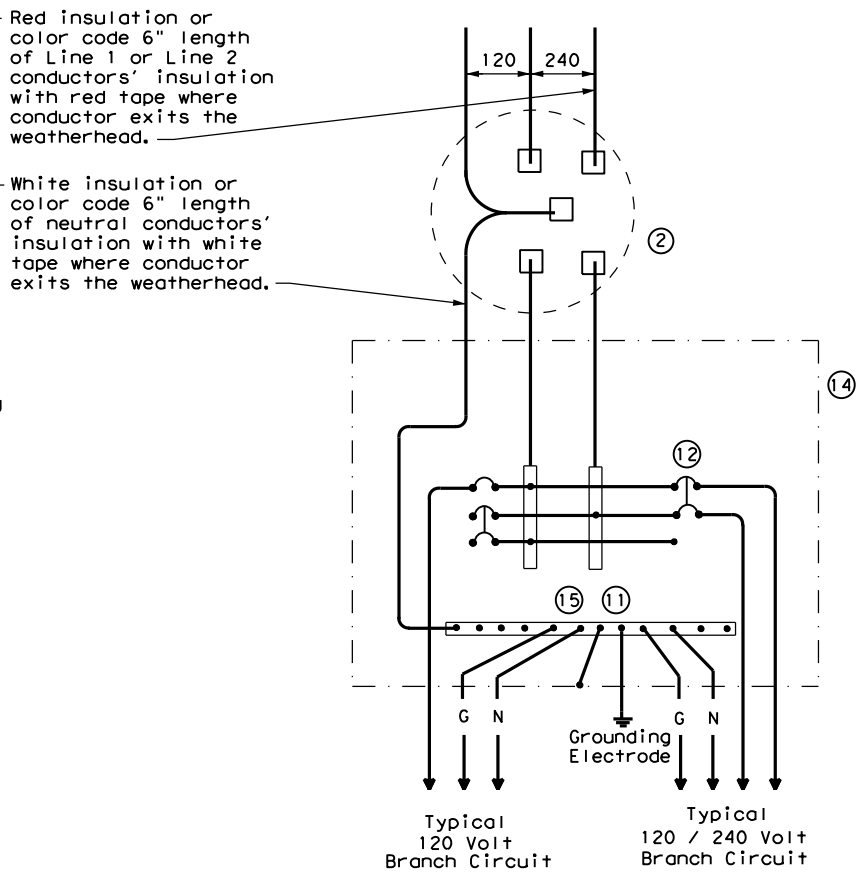 Red insulation or
color code 6" length
of Line 1 or Line 2
conductors' insulation
with red tape where
conductor exits the
weatherhead.
120 240
White insulation or
color code 6" length
of neutral conductors'
insulation with white
tape where conductor
exits the weatherhead.
2
14
12
15 11
G N
G N
Grounding
Electrode
Typical
120 Volt
Branch Circuit
Typical
120 / 240 Volt
Branch Circuit